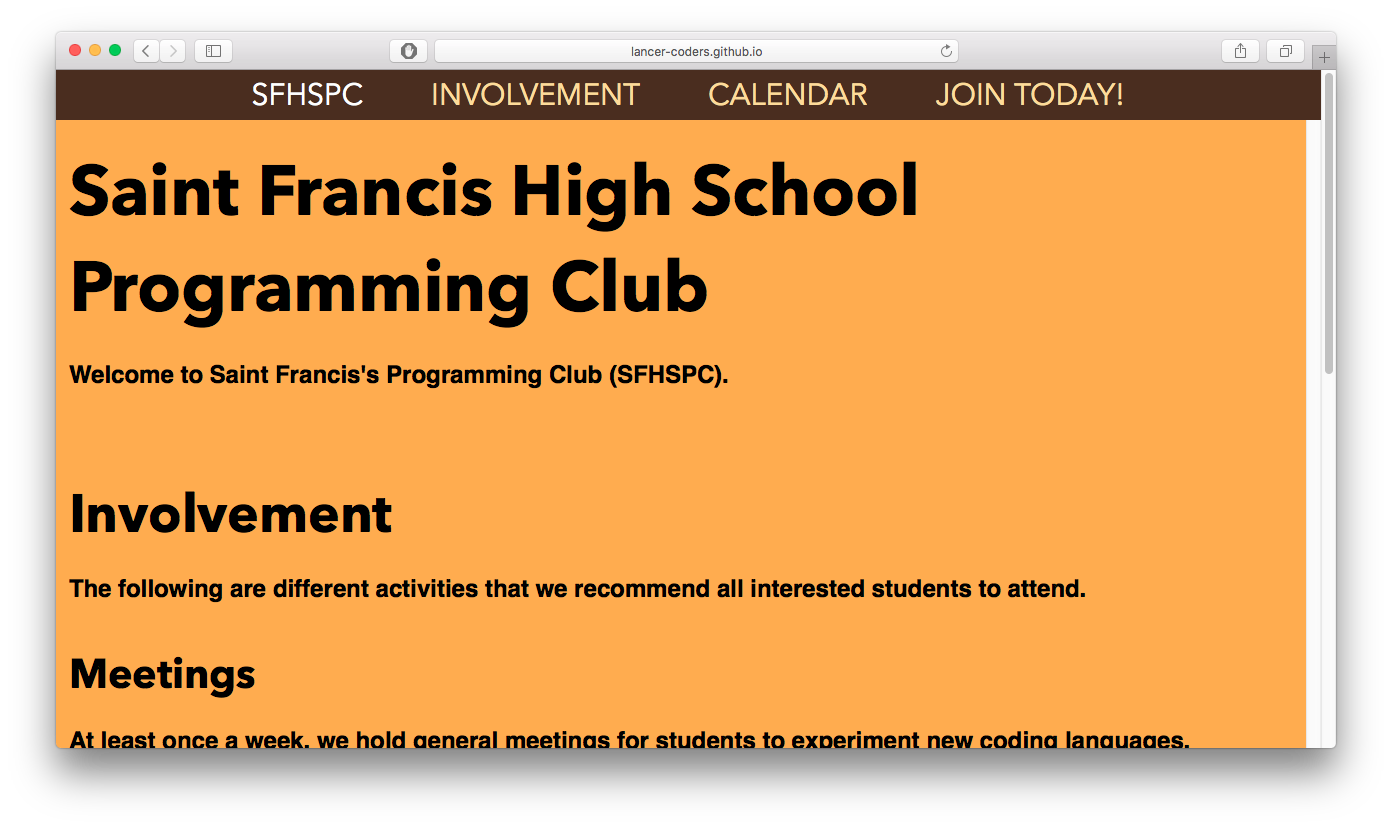 lancer-coders.github.io
SFHSPC INVOLVEMENT CALENDAR JOIN TODAY!
Saint Francis High School
Programming Club
Welcome to Saint Francis's Programming Club (SFHSPC).
Involvement
The following are different activities that we recommend all interested students to attend.
Meetings
At least once a week, we hold general meetings for students to experiment new coding languages.